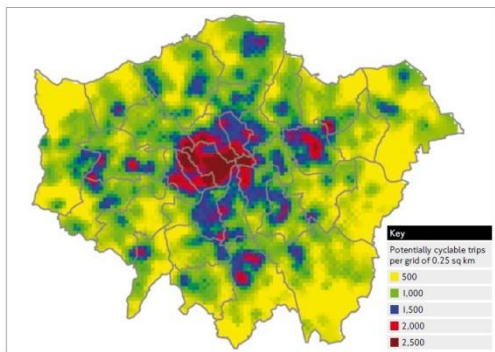 Key
Potentially cyclable trips
per grid of 0.25 sq km
500
1,000
1,500
2,000
2,500